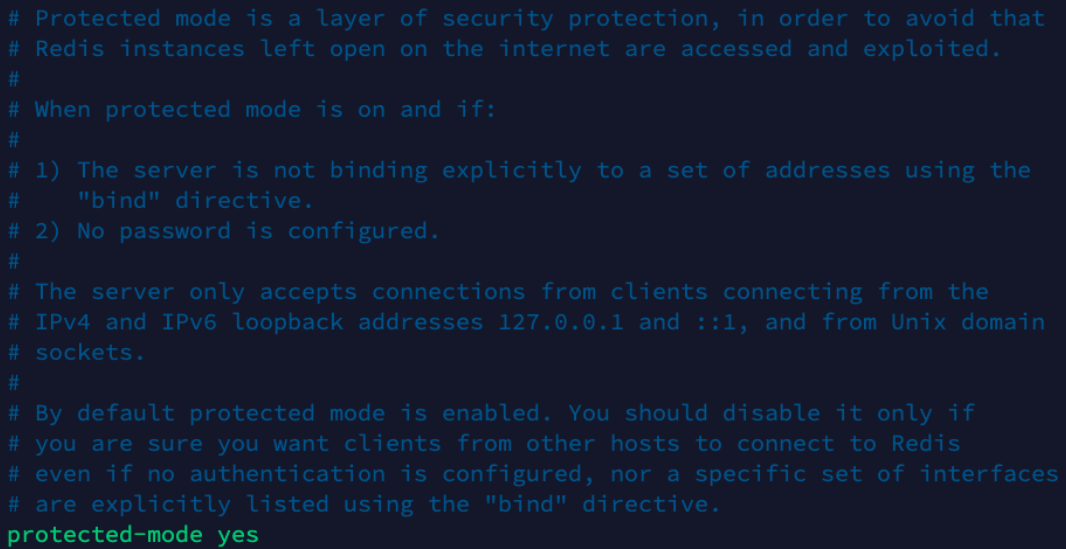 # Protected mode is a layer of security protection, in order to avoid that
# Redis instances left open on the internet are accessed and exploited.
#
# When protected mode is on and if:
#
# 1) The server is not binding explicitly to a set of addresses using the
#    "bind" directive.
# 2) No password is configured.
#
# The server only accepts connections from clients connecting from the
# IPv4 and IPv6 loopback addresses 127.0.0.1 and ::1, and from Unix domain
# sockets.
#
# By default protected mode is enabled. You should disable it only if
# you are sure you want clients from other hosts to connect to Redis
# even if no authentication is configured, nor a specific set of interfaces
# are explicitly listed using the "bind" directive.
protected-mode yes